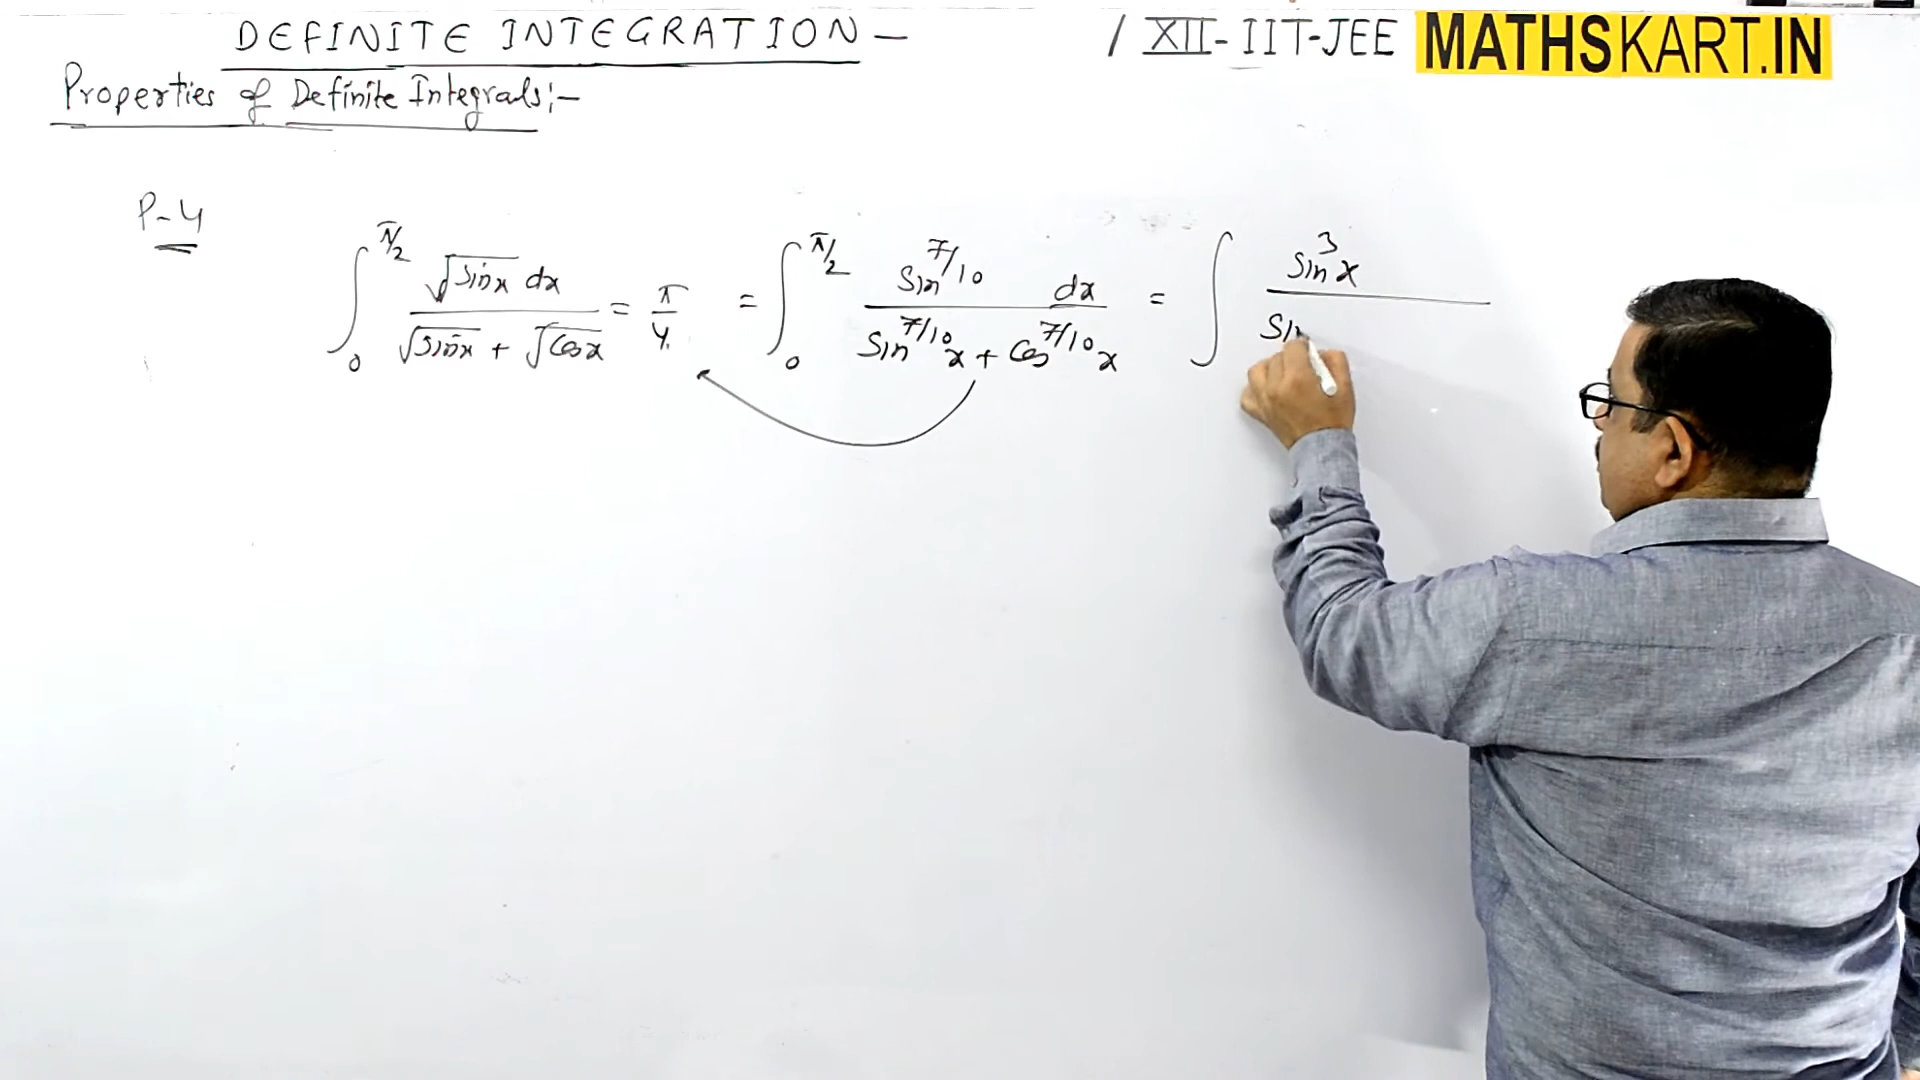 DEFINITE INTEGRATION —
/ XII - IIT-JEE
MATHSKART.IN
Properties of Definite Integrals:-
P-4
∫₀^{π/2} √sinx dx / (√sinx + √cosx) = π/4 = ∫₀^{π/2} sin^{7/10} dx / (sin^{7/10}x + cos^{7/10}x) = ∫ sin³x / Sin